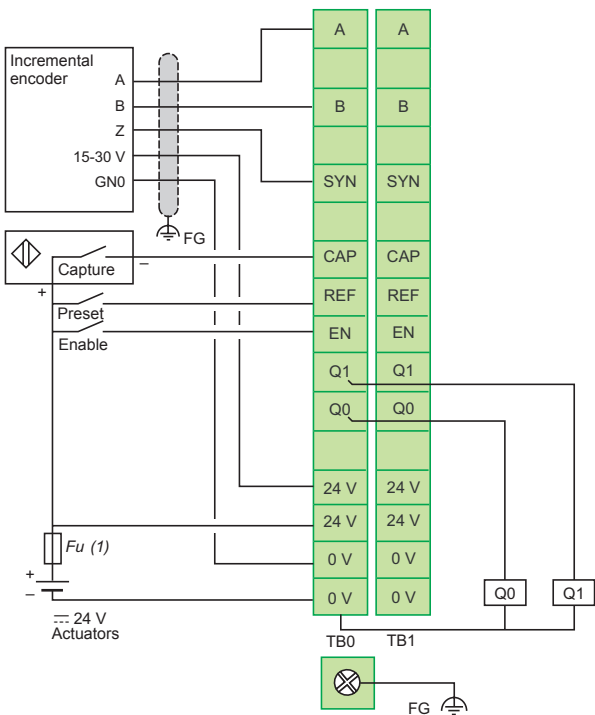 Incremental
encoder
A
B
Z
15-30 V
GN0
FG
Capture
–
+
Preset
Enable
Fu (1)
+
–
24 V
Actuators
A A
B B
SYN SYN
CAP CAP
REF REF
EN EN
Q1 Q1
Q0 Q0
24 V 24 V
24 V 24 V
0 V 0 V
0 V 0 V
TB0 TB1
Q0 Q1
FG